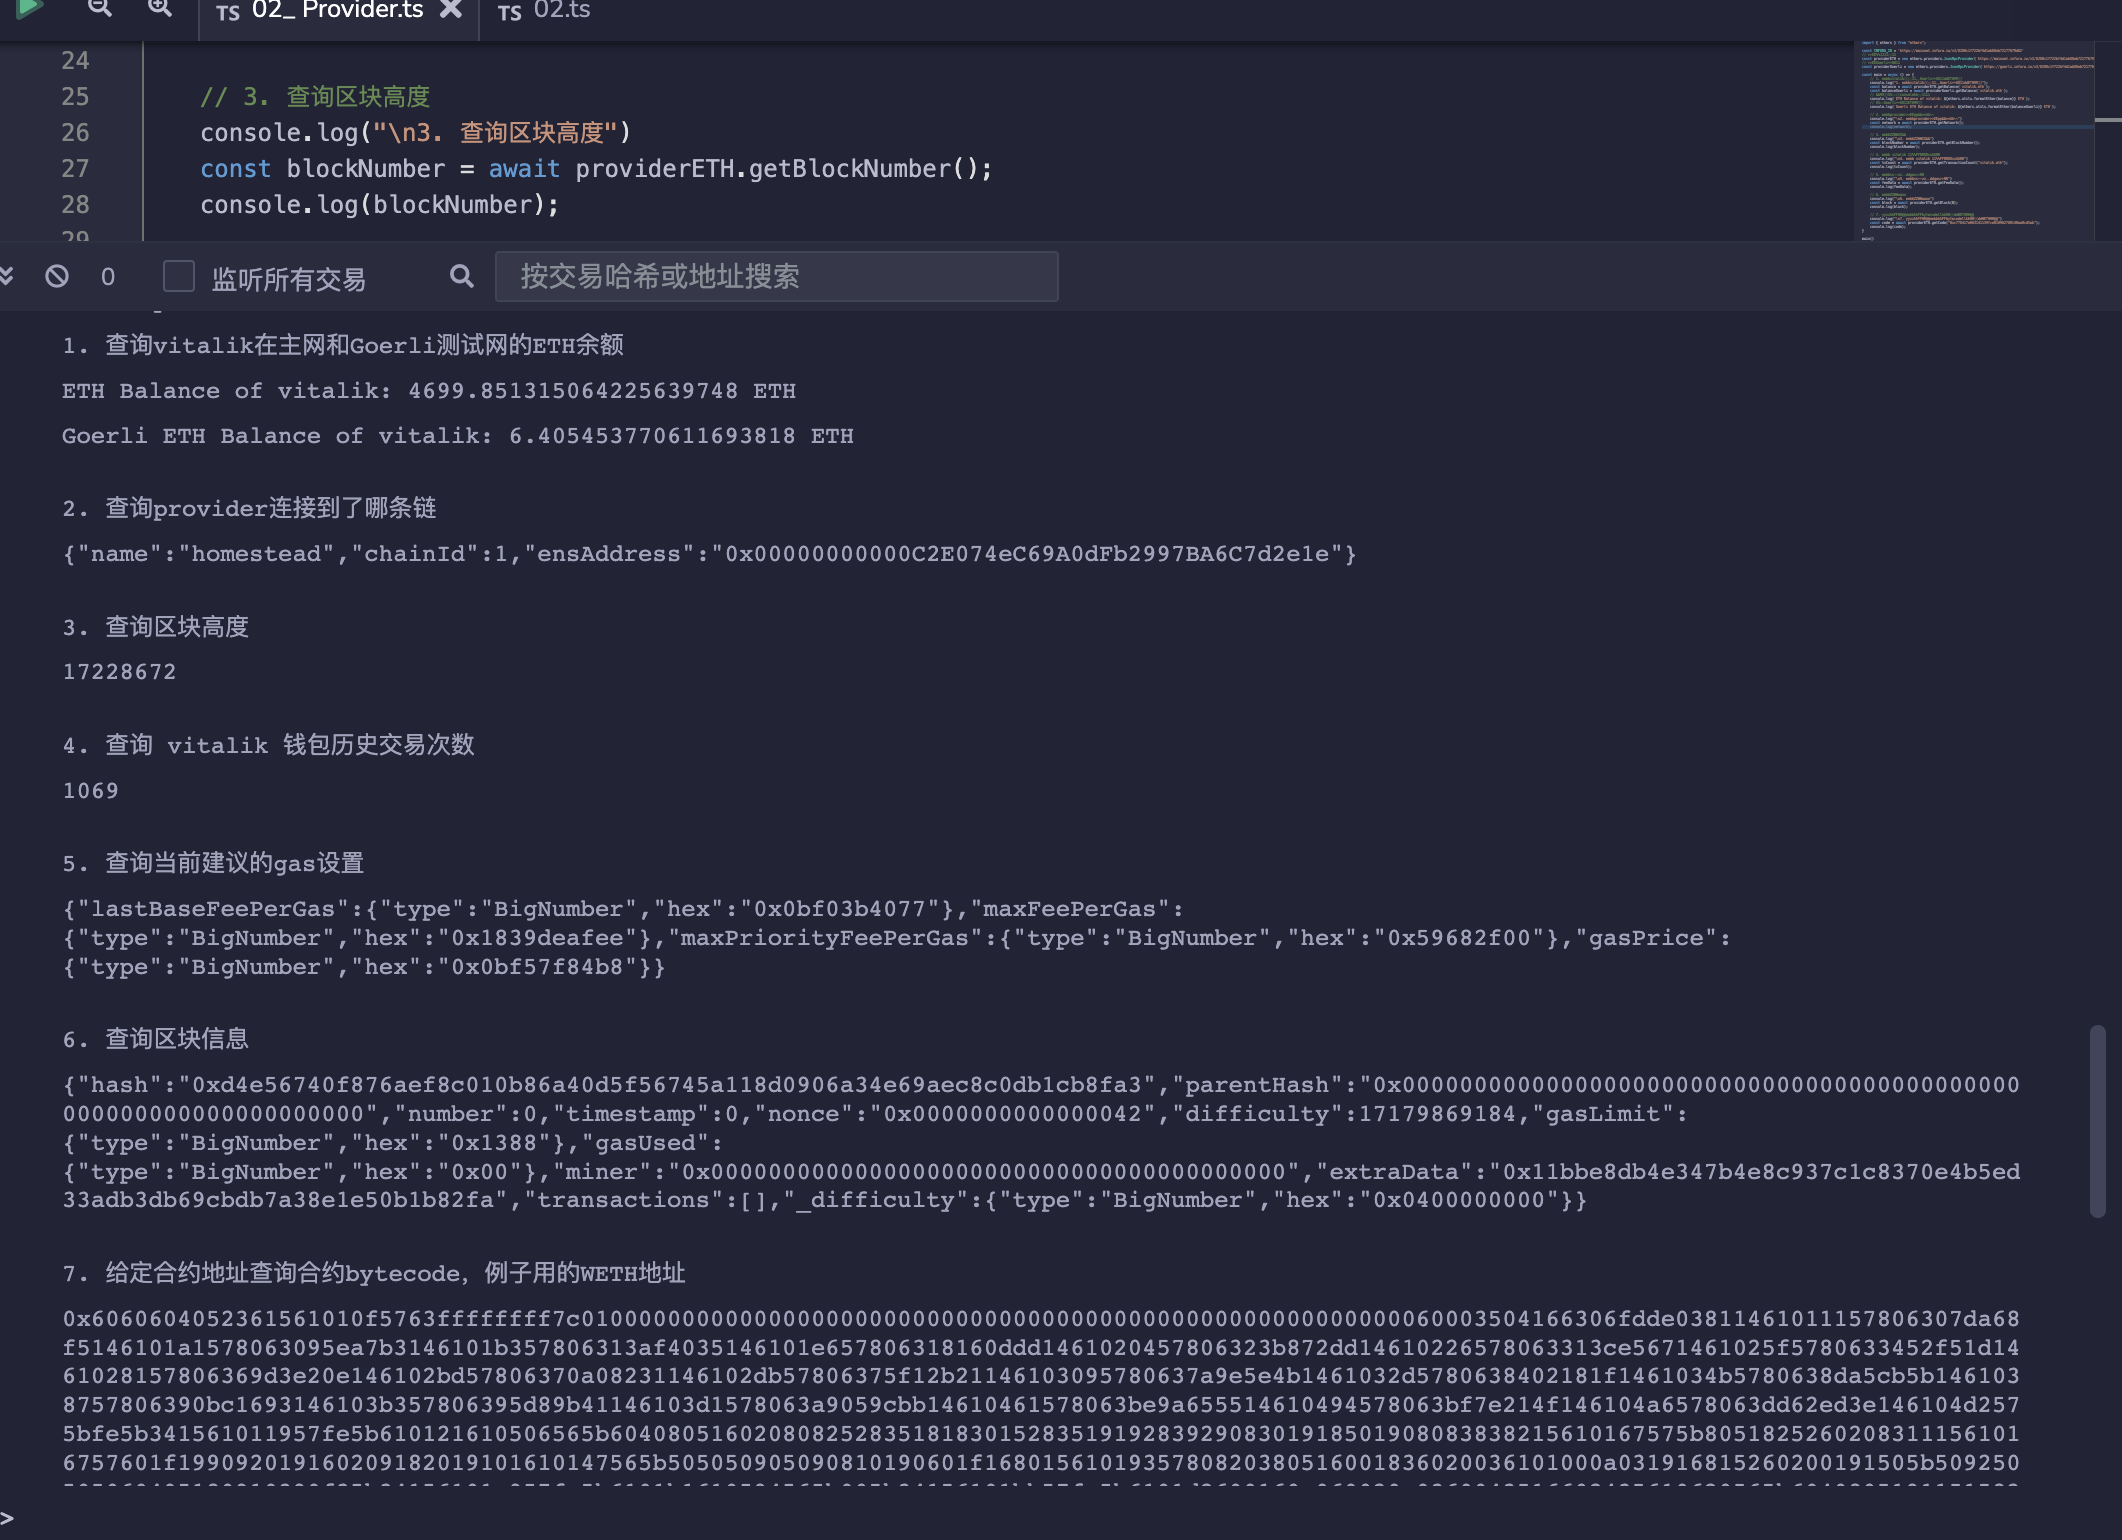 TS 02_ Provider.ts TS 02.ts
24
25 // 3. 查询区块高度
26 console.log("\n3. 查询区块高度")
27 const blockNumber = await providerETH.getBlockNumber();
28 console.log(blockNumber);
29
0 监听所有交易 按交易哈希或地址搜索
1. 查询vitalik在主网和Goerli测试网的ETH余额
ETH Balance of vitalik: 4699.851315064225639748 ETH
Goerli ETH Balance of vitalik: 6.405453770611693818 ETH
2. 查询provider连接到了哪条链
{"name":"homestead","chainId":1,"ensAddress":"0x00000000000C2E074eC69A0dFb2997BA6C7d2e1e"}
3. 查询区块高度
17228672
4. 查询 vitalik 钱包历史交易次数
1069
5. 查询当前建议的gas设置
{"lastBaseFeePerGas":{"type":"BigNumber","hex":"0x0bf03b4077"},"maxFeePerGas":
{"type":"BigNumber","hex":"0x1839deafee"},"maxPriorityFeePerGas":{"type":"BigNumber","hex":"0x59682f00"},"gasPrice":
{"type":"BigNumber","hex":"0x0bf57f84b8"}}
6. 查询区块信息
{"hash":"0xd4e56740f876aef8c010b86a40d5f56745a118d0906a34e69aec8c0db1cb8fa3","parentHash":"0x0000000000000000000000000000000000000000000
000000000000000000000","number":0,"timestamp":0,"nonce":"0x0000000000000042","difficulty":17179869184,"gasLimit":
{"type":"BigNumber","hex":"0x1388"},"gasUsed":
{"type":"BigNumber","hex":"0x00"},"miner":"0x0000000000000000000000000000000000000000","extraData":"0x11bbe8db4e347b4e8c937c1c8370e4b5ed
33adb3db69cbdb7a38e1e50b1b82fa","transactions":[],"_difficulty":{"type":"BigNumber","hex":"0x0400000000"}}
7. 给定合约地址查询合约bytecode，例子用的WETH地址
0x6060604052361561010f5763ffffffff7c010000000000000000000000000000000000000000000000000000000060003504166306fdde03811461011157806307da68
f5146101a1578063095ea7b3146101b357806313af4035146101e657806318160ddd1461020457806323b872dd14610226578063313ce5671461025f5780633452f51d14
61028157806369d3e20e146102bd57806370a08231146102db57806375f12b21146103095780637a9e5e4b1461032d5780638402181f1461034b5780638da5cb5b146103
8757806390bc1693146103b357806395d89b41146103d1578063a9059cbb14610461578063be9a655514610494578063bf7e214f146104a6578063dd62ed3e146104d257
5bfe5b341561011957fe5b610121610506565b6040805160208082528351818301528351919283929083019185019080838382156101675­75b8051825260208311156101
6757601f199092019160209182019101610147565b505050905090810190601f1680156101935780820380516001836020036101000a031916815260200191505b509250
>